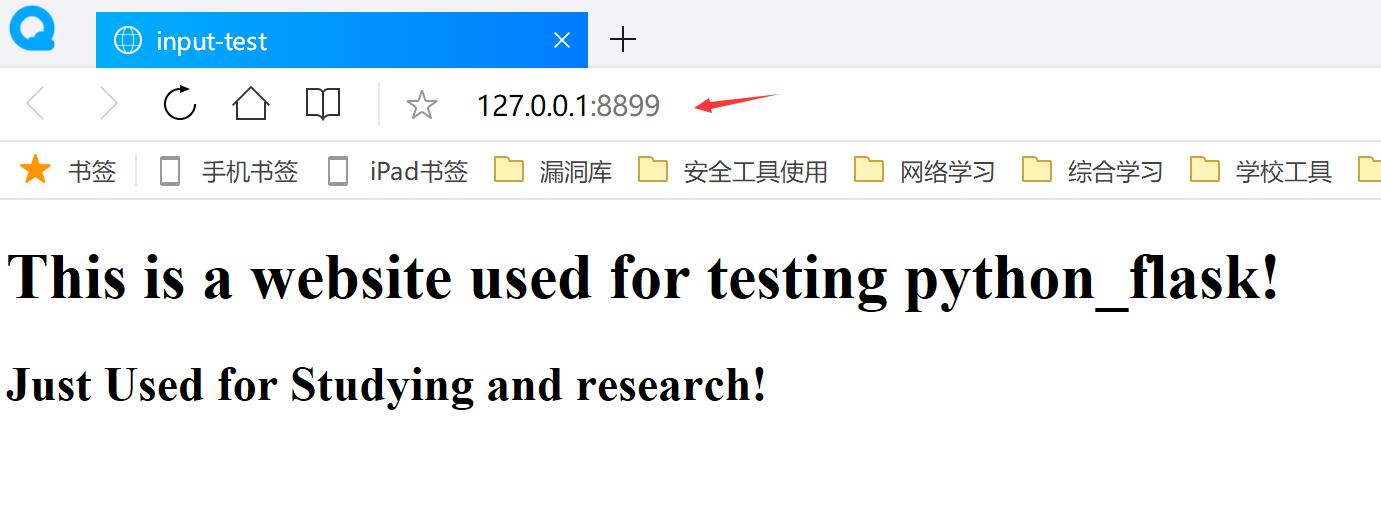 input-test
127.0.0.1:8899
书签 手机书签 iPad书签 漏洞库 安全工具使用 网络学习 综合学习 学校工具
This is a website used for testing python_flask!
Just Used for Studying and research!